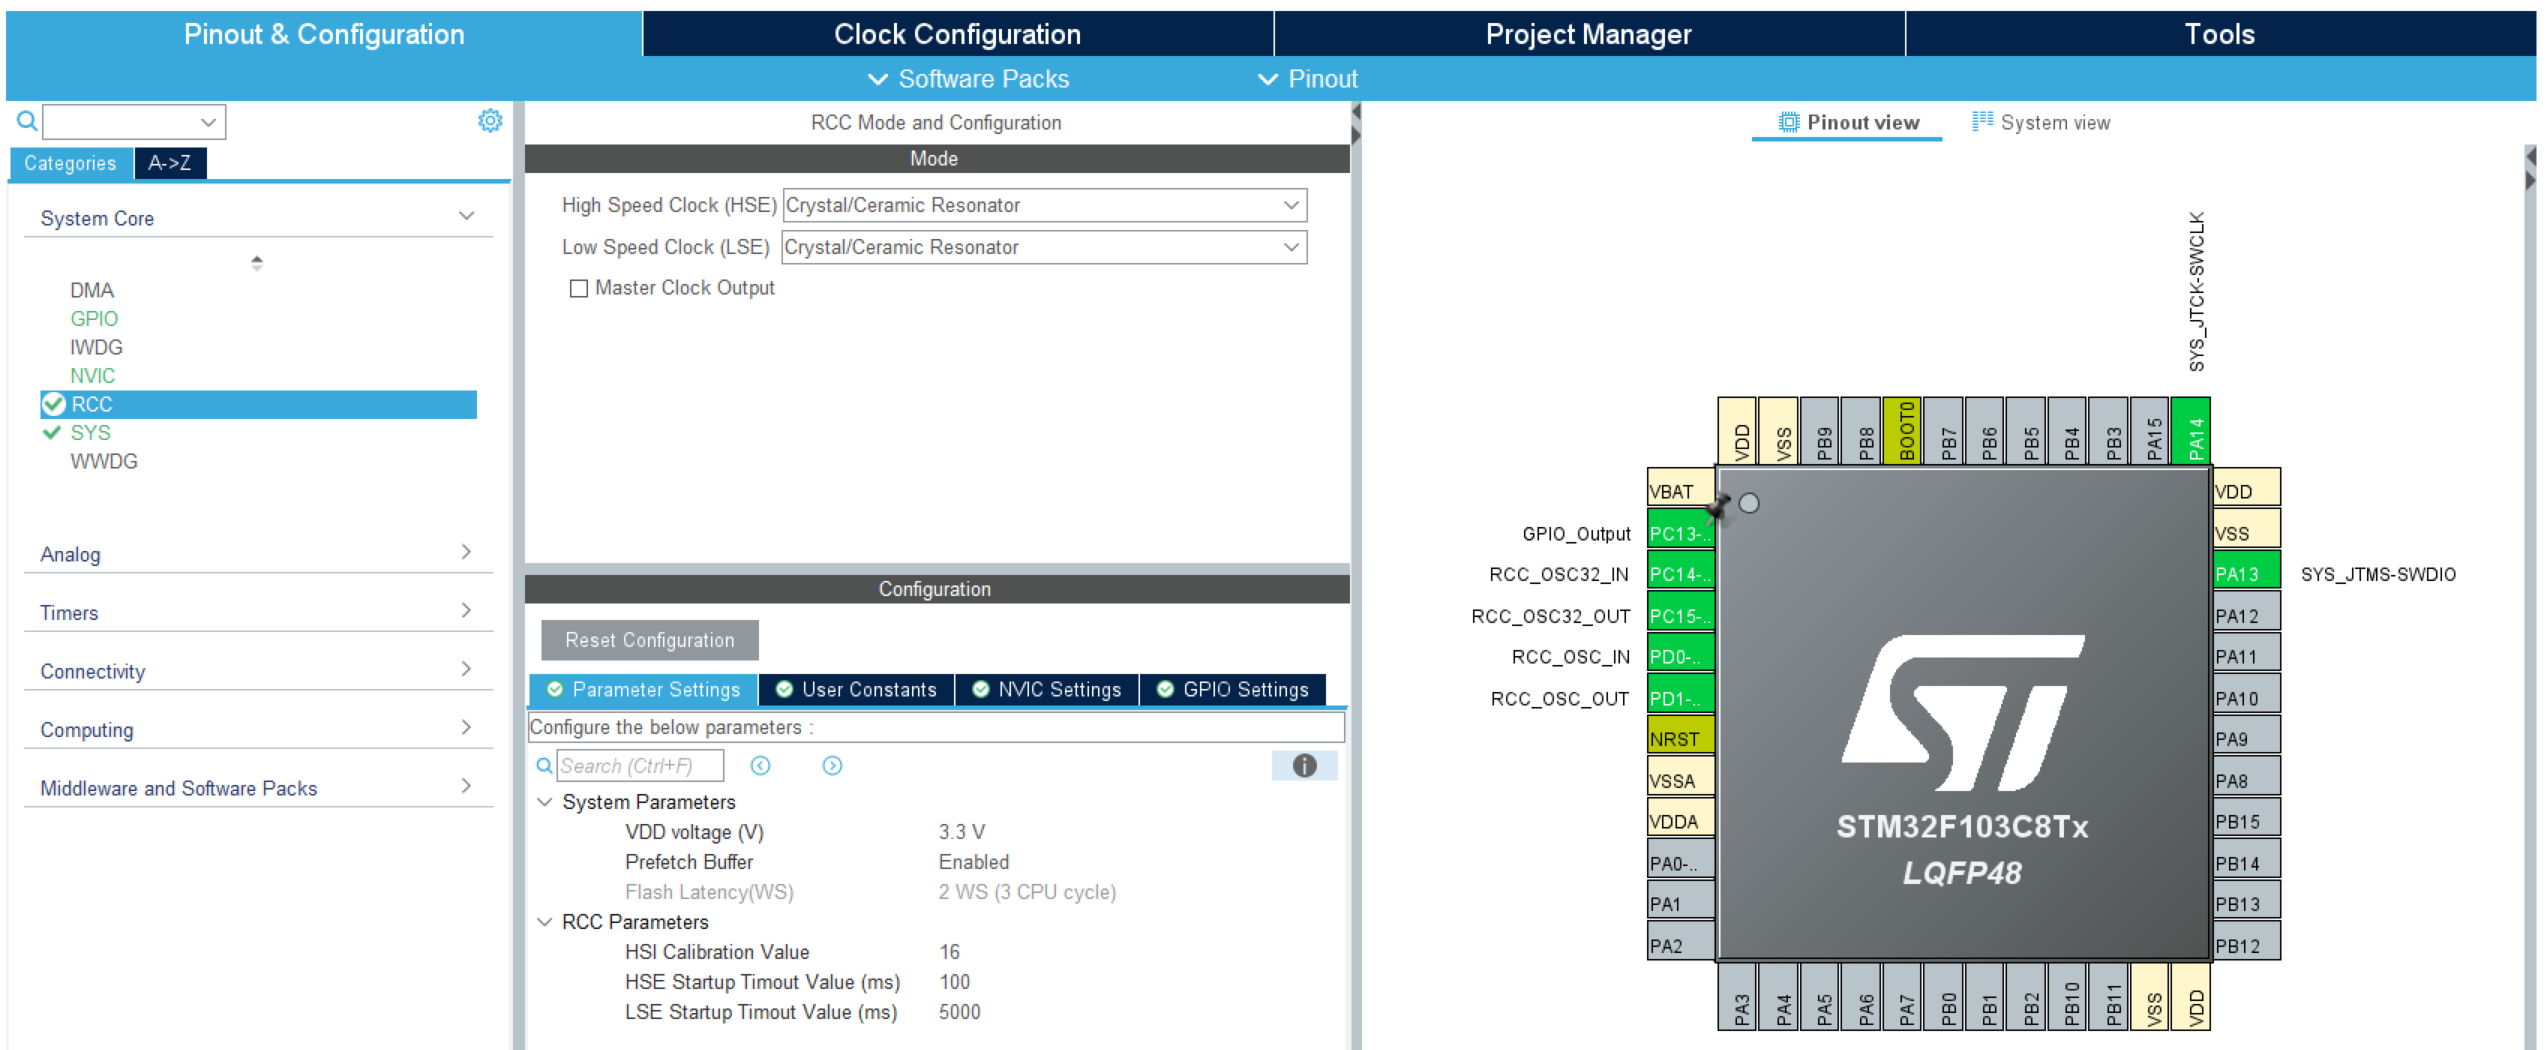 Pinout & Configuration
Clock Configuration
Project Manager
Tools
Software Packs
Pinout
Categories
A->Z
System Core
DMA
GPIO
IWDG
NVIC
RCC
SYS
WWDG
Analog
Timers
Connectivity
Computing
Middleware and Software Packs
RCC Mode and Configuration
Mode
High Speed Clock (HSE) Crystal/Ceramic Resonator
Low Speed Clock (LSE) Crystal/Ceramic Resonator
Master Clock Output
Configuration
Reset Configuration
Parameter Settings
User Constants
NVIC Settings
GPIO Settings
Configure the below parameters :
Search (Ctrl+F)
System Parameters
VDD voltage (V) 3.3 V
Prefetch Buffer Enabled
Flash Latency(WS) 2 WS (3 CPU cycle)
RCC Parameters
HSI Calibration Value 16
HSE Startup Timout Value (ms) 100
LSE Startup Timout Value (ms) 5000
Pinout view
System view
SYS_JTCK-SWCLK
VDD
VSS
PB9
PB8
BOOT0
PB7
PB6
PB5
PB4
PB3
PA15
PA14
VBAT
GPIO_Output PC13-..
RCC_OSC32_IN PC14-..
RCC_OSC32_OUT PC15-..
RCC_OSC_IN PD0-..
RCC_OSC_OUT PD1-..
NRST
VSSA
VDDA
PA0-..
PA1
PA2
ST
STM32F103C8Tx
LQFP48
VDD
VSS
PA13 SYS_JTMS-SWDIO
PA12
PA11
PA10
PA9
PA8
PB15
PB14
PB13
PB12
PA3
PA4
PA5
PA6
PA7
PB0
PB1
PB2
PB10
PB11
VSS
VDD